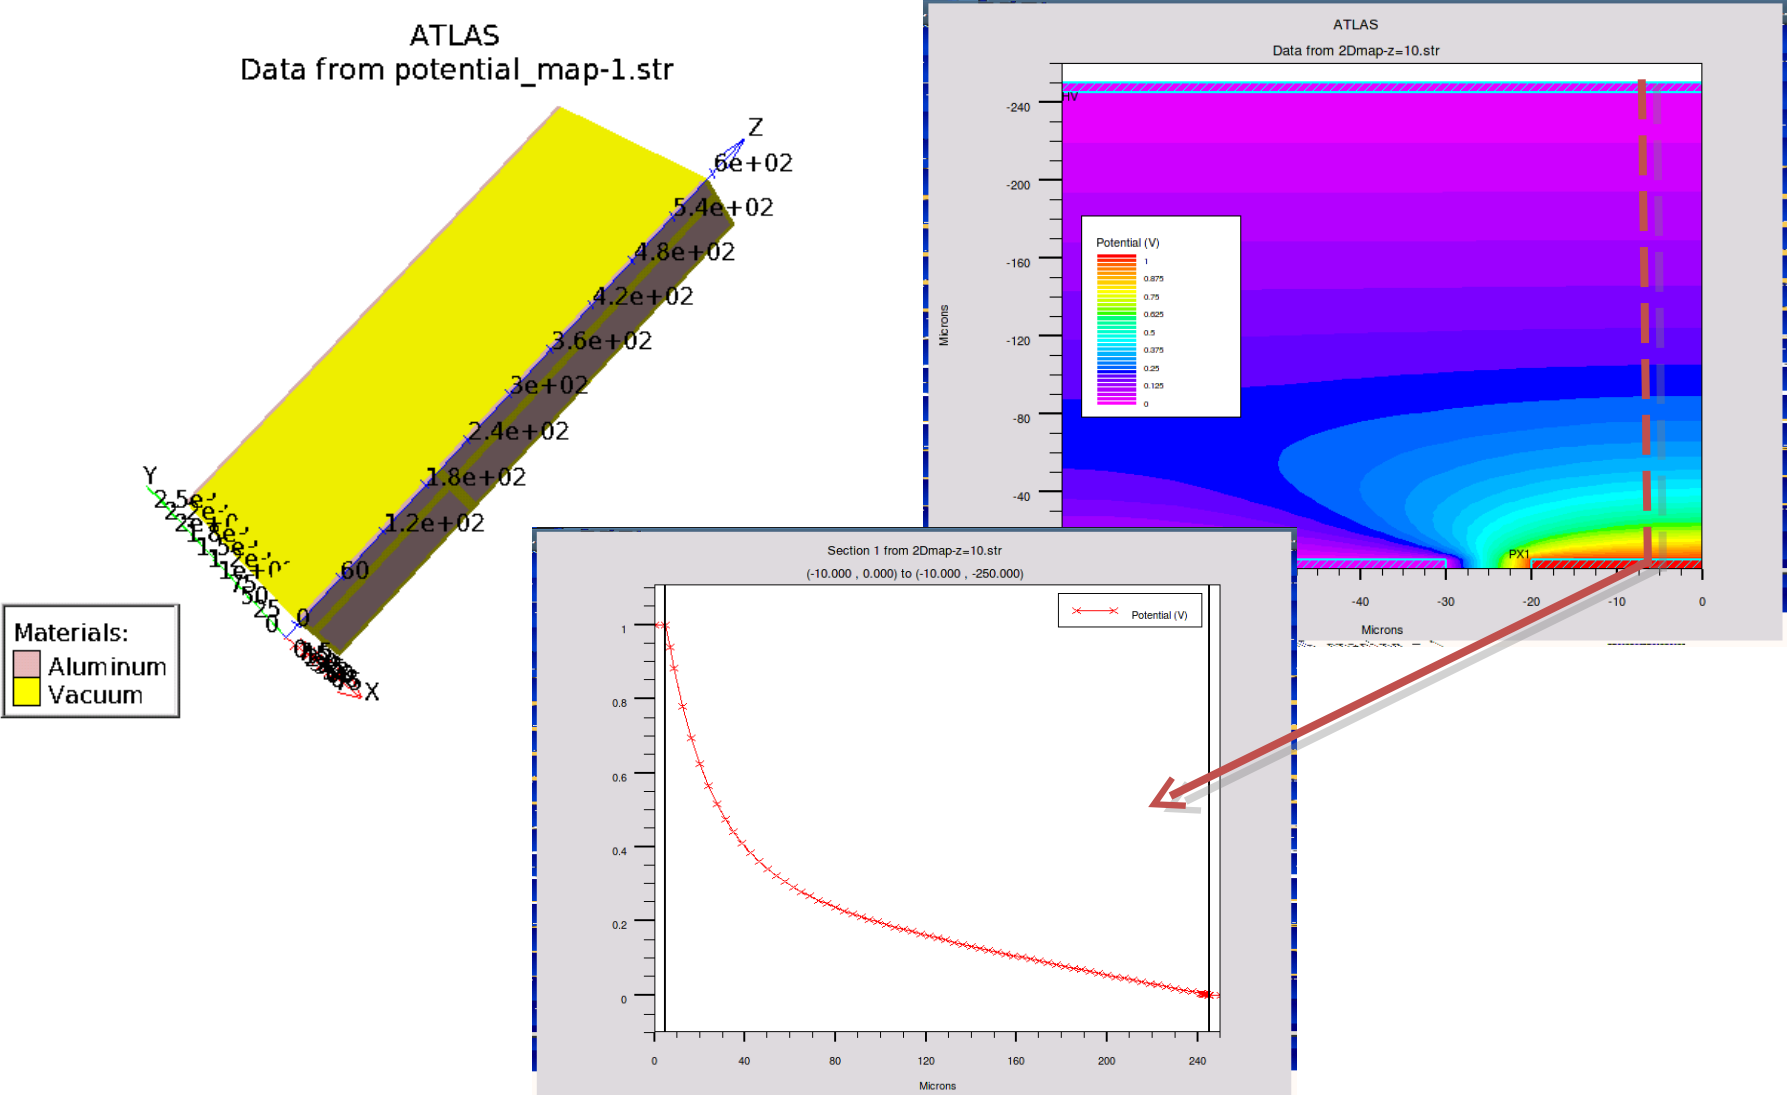 ATLAS
Data from potential_map-1.str
Z
6e+02
5.4e+02
4.8e+02
4.2e+02
3.6e+02
3e+02
2.4e+02
1.8e+02
1.2e+02
60
0
Y
25
0
X
Materials:
Aluminum
Vacuum
ATLAS
Data from 2Dmap-z=10.str
HV
-240
-200
-160
-120
-80
-40
Microns
Potential (V)
1
0.875
0.75
0.625
0.5
0.375
0.25
0.125
0
PX1
-40
-30
-20
-10
0
Microns
Section 1 from 2Dmap-z=10.str
(-10.000 , 0.000) to (-10.000 , -250.000)
Potential (V)
1
0.8
0.6
0.4
0.2
0
0
40
80
120
160
200
240
Microns